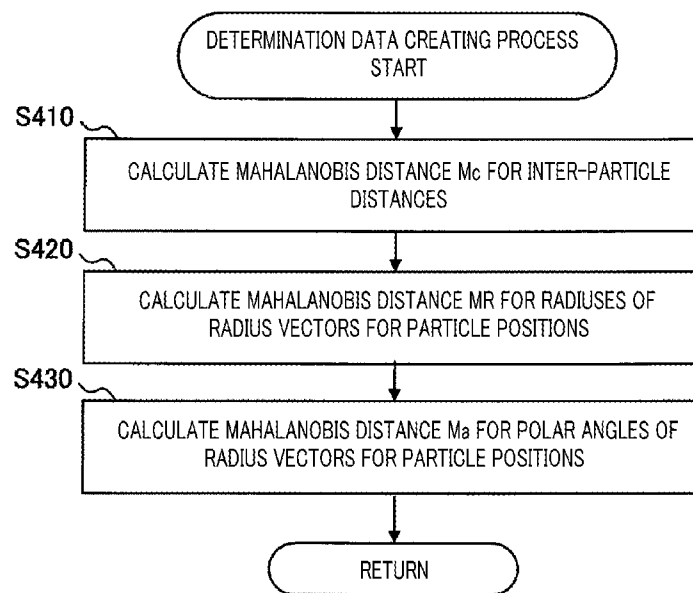 DETERMINATION DATA CREATING PROCESS
START
S410
CALCULATE MAHALANOBIS DISTANCE Mc FOR INTER-PARTICLE
DISTANCES
S420
CALCULATE MAHALANOBIS DISTANCE MR FOR RADIUSES OF
RADIUS VECTORS FOR PARTICLE POSITIONS
S430
CALCULATE MAHALANOBIS DISTANCE Ma FOR POLAR ANGLES OF
RADIUS VECTORS FOR PARTICLE POSITIONS
RETURN